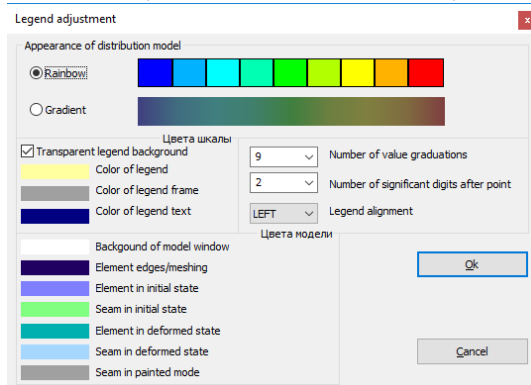 Legend adjustment
x
Appearance of distribution model
Rainbow
Gradient
Цвета шкалы
Transparent legend background
Color of legend
Color of legend frame
Color of legend text
9
Number of value graduations
2
Number of significant digits after point
LEFT
Legend alignment
Цвета модели
Backgound of model window
Element edges/meshing
Element in initial state
Seam in initial state
Element in deformed state
Seam in deformed state
Seam in painted mode
Ok
Cancel